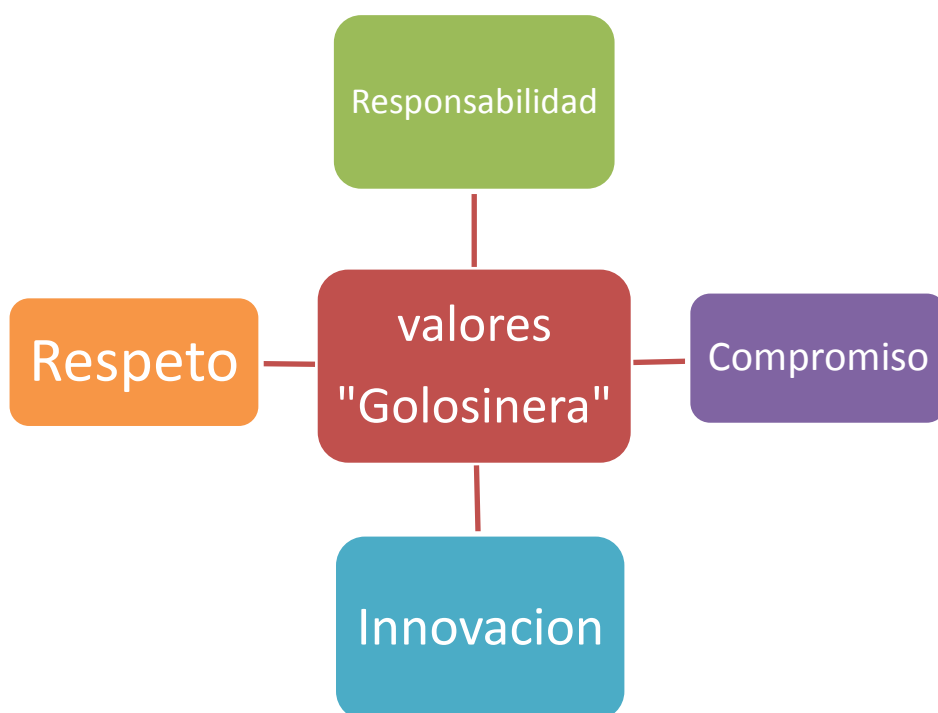 Responsabilidad
valores
"Golosinera"
Respeto
Compromiso
Innovacion